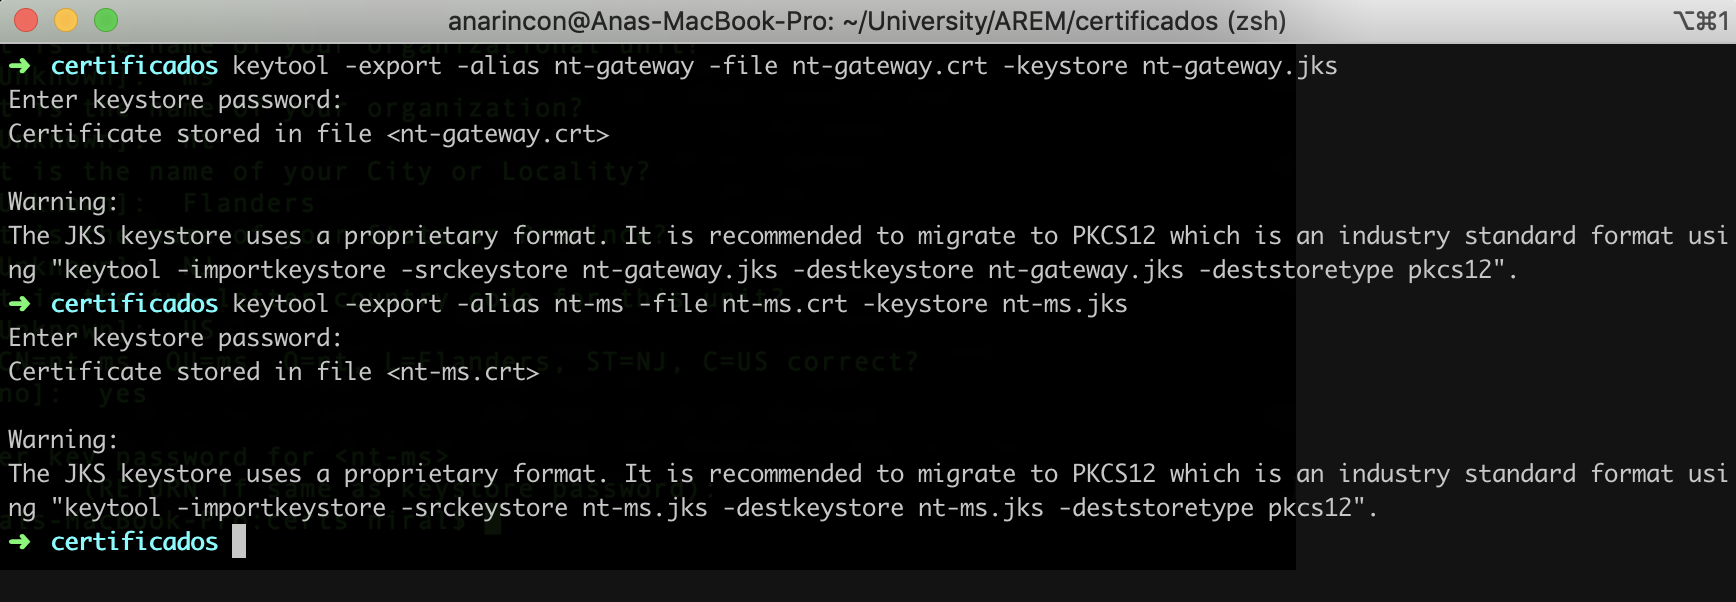 anarincon@Anas-MacBook-Pro: ~/University/AREM/certificados (zsh) ⌥⌘1
➜ certificados keytool -export -alias nt-gateway -file nt-gateway.crt -keystore nt-gateway.jks
Enter keystore password:
Certificate stored in file <nt-gateway.crt>
Warning:
The JKS keystore uses a proprietary format. It is recommended to migrate to PKCS12 which is an industry standard format usi
ng "keytool -importkeystore -srckeystore nt-gateway.jks -destkeystore nt-gateway.jks -deststoretype pkcs12".
➜ certificados keytool -export -alias nt-ms -file nt-ms.crt -keystore nt-ms.jks
Enter keystore password:
Certificate stored in file <nt-ms.crt>
Warning:
The JKS keystore uses a proprietary format. It is recommended to migrate to PKCS12 which is an industry standard format usi
ng "keytool -importkeystore -srckeystore nt-ms.jks -destkeystore nt-ms.jks -deststoretype pkcs12".
➜ certificados